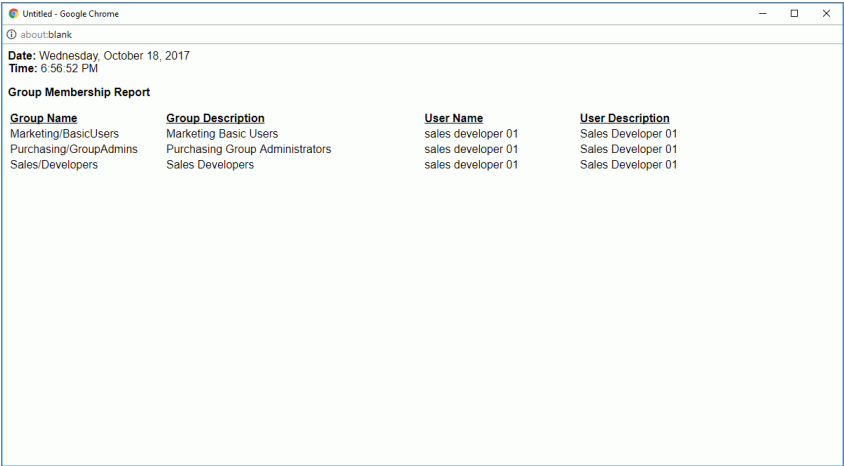 Untitled - Google Chrome
about:blank
Date: Wednesday, October 18, 2017
Time: 6:56:52 PM
Group Membership Report
Group Name Group Description User Name User Description
Marketing/BasicUsers Marketing Basic Users sales developer 01 Sales Developer 01
Purchasing/GroupAdmins Purchasing Group Administrators sales developer 01 Sales Developer 01
Sales/Developers Sales Developers sales developer 01 Sales Developer 01